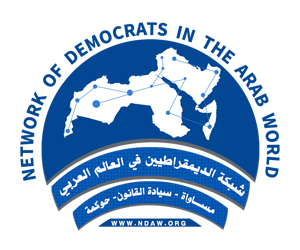 NETWORK OF DEMOCRATS IN THE ARAB WORLD
شبكة الديمقراطيين في العالم العربي
مساواة - سيادة القانون - حوكمة
WWW.NDAW.ORG